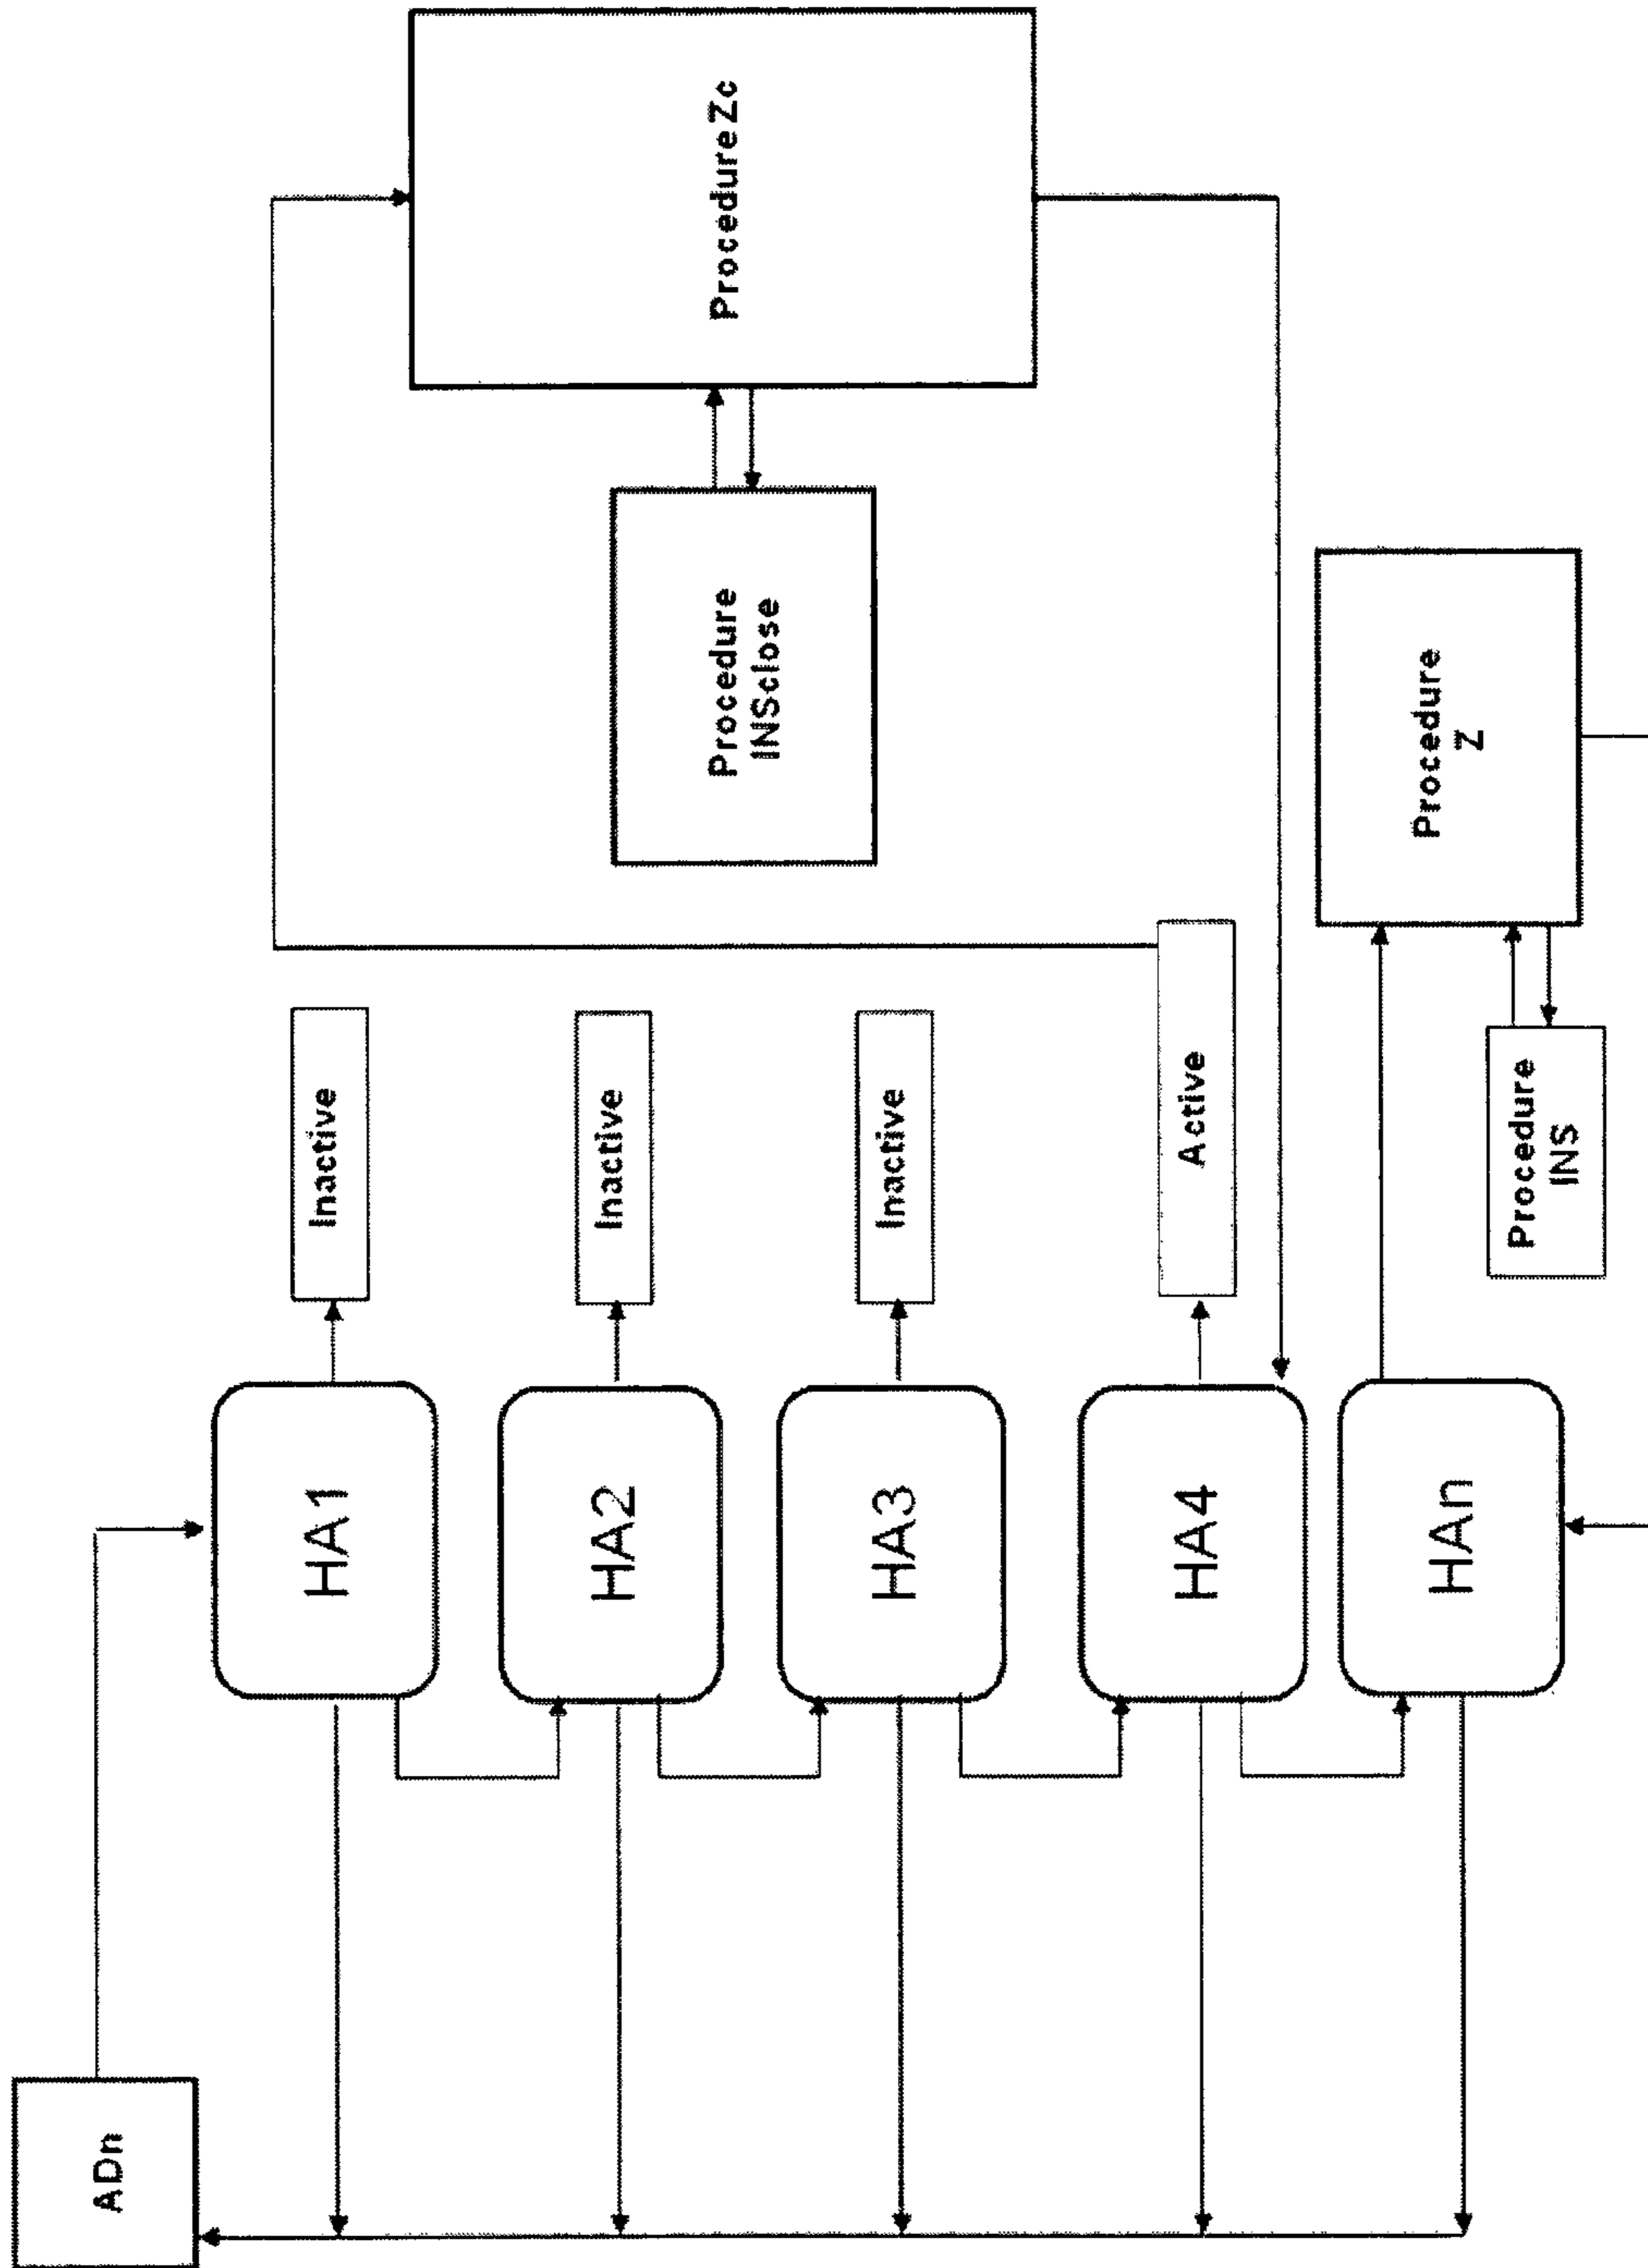 ADn
HA1
Inactive
HA2
Inactive
HA3
Inactive
HA4
Active
HAn
Procedure Zc
Procedure
INSclose
Procedure
Z
Procedure
INS